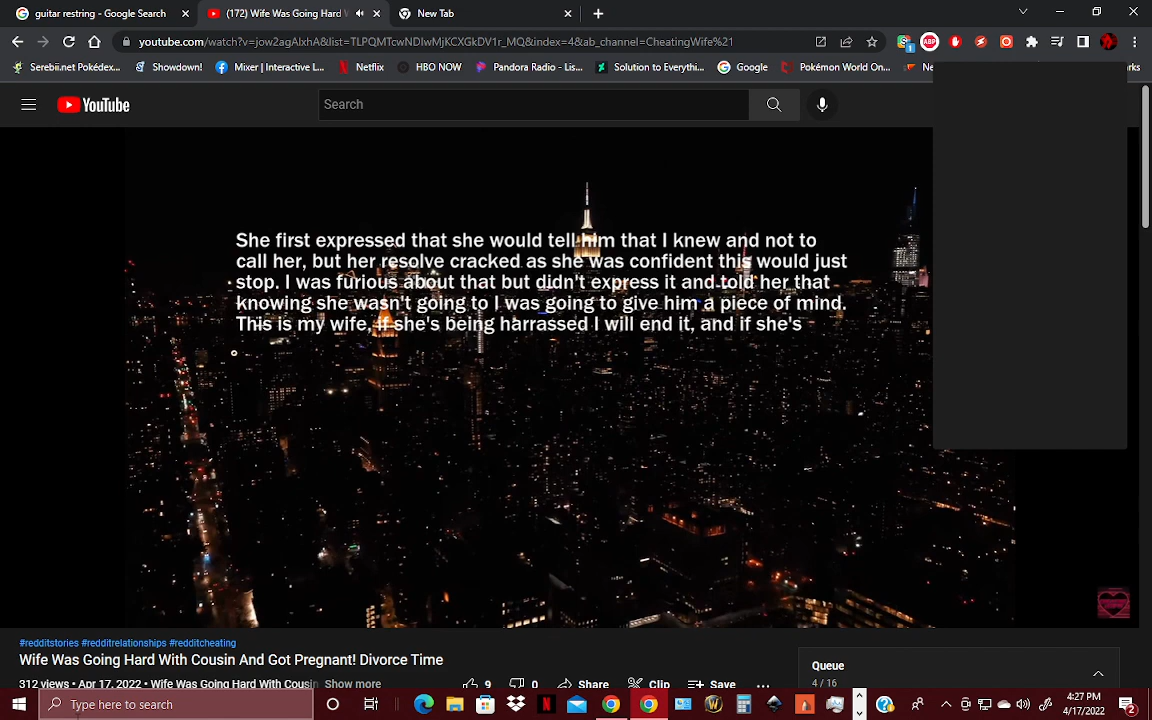 guitar restring - Google Search
(172) Wife Was Going Hard
New Tab
youtube.com/watch?v=jow2agAlxhA&list=TLPQMTcwNDIwMjKCXGkDV1r_MQ&index=4&ab_channel=CheatingWife%21
Serebii.net Pokédex...
Showdown!
Mixer | Interactive L...
Netflix
HBO NOW
Pandora Radio - Lis...
Solution to Everythi...
Google
Pokémon World On...
YouTube
Search
She first expressed that she would tell him that I knew and not to
call her, but her resolve cracked as she was confident this would just
stop. I was furious about that but didn't express it and told her that
knowing she wasn't going to I was going to give him a piece of mind.
This is my wife, if she's being harrassed I will end it, and if she's
#redditstories #redditrelationships #redditcheating
Wife Was Going Hard With Cousin And Got Pregnant! Divorce Time
312 views • Apr 17, 2022 • Wife Was Going Hard With Cousin
Show more
9
0
Share
Clip
Save
Queue
4 / 16
Type here to search
4:27 PM
4/17/2022
2